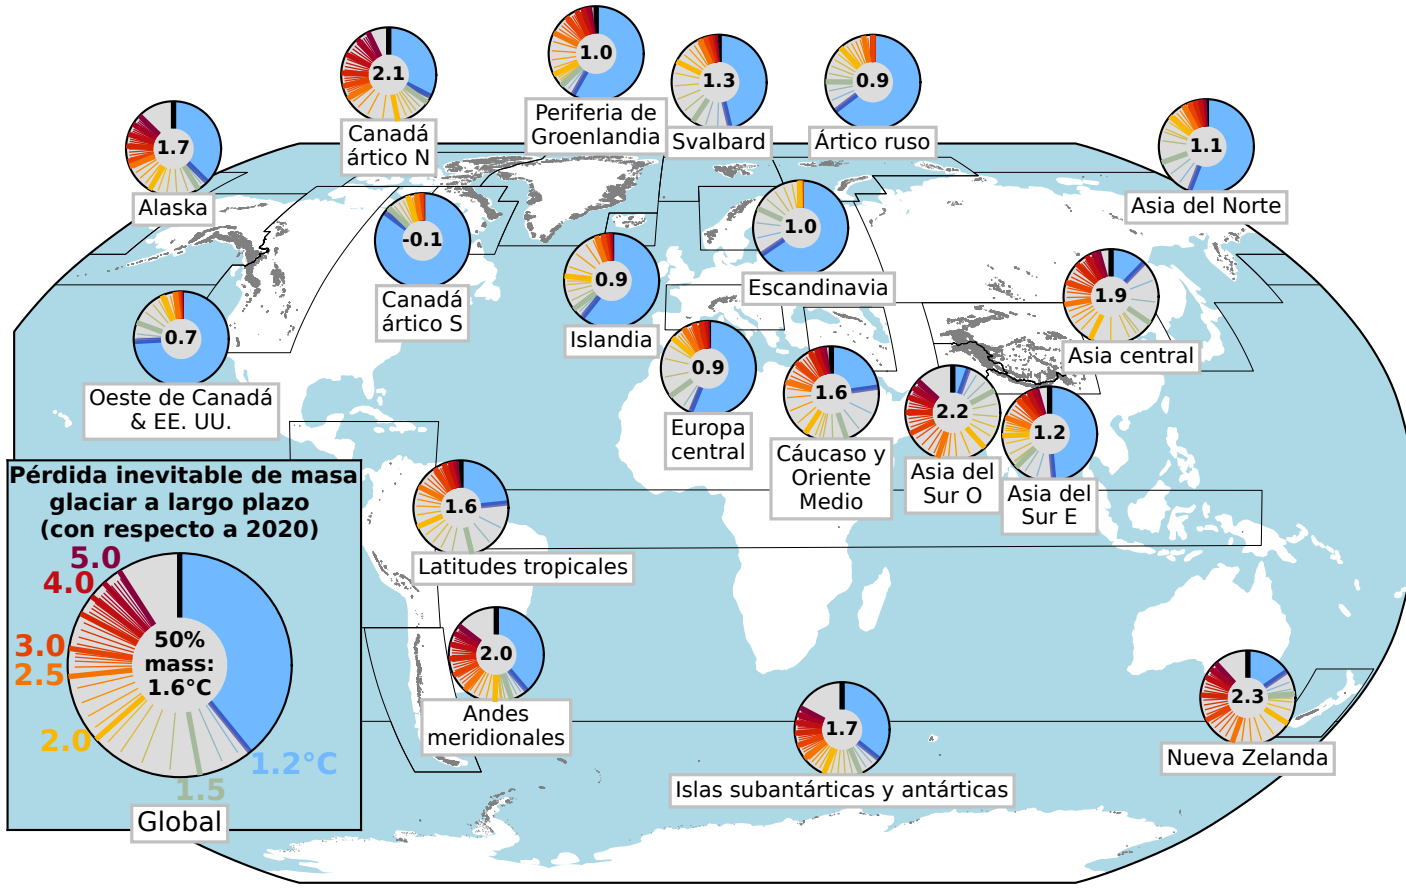 1.0
Periferia de
Groenlandia
2.1
Canadá
ártico N
1.3
Svalbard
0.9
Ártico ruso
1.7
Alaska
1.1
Asia del Norte
-0.1
Canadá
ártico S
1.0
Escandinavia
0.9
Islandia
1.9
Asia central
0.7
Oeste de Canadá
& EE. UU.
0.9
Europa
central
1.6
Cáucaso y
Oriente
Medio
2.2
Asia del
Sur O
1.2
Asia del
Sur E
1.6
Latitudes tropicales
2.0
Andes
meridionales
1.7
Islas subantárticas y antárticas
2.3
Nueva Zelanda
Pérdida inevitable de masa
glaciar a largo plazo
(con respecto a 2020)
5.0
4.0
3.0
2.5
2.0
1.5
1.2°C
50%
mass:
1.6°C
Global